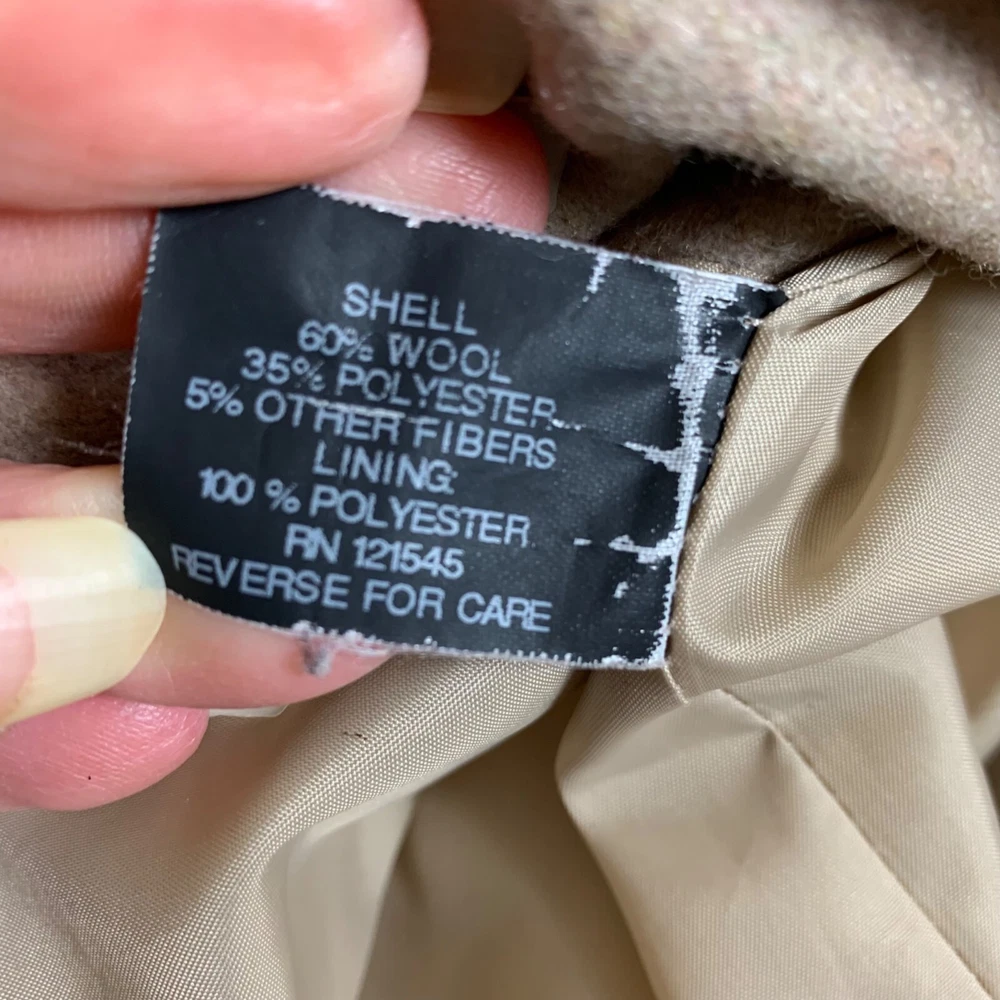 SHELL
60% WOOL
35% POLYESTER
5% OTHER FIBERS
LINING:
100 % POLYESTER
RN 121545
REVERSE FOR CARE